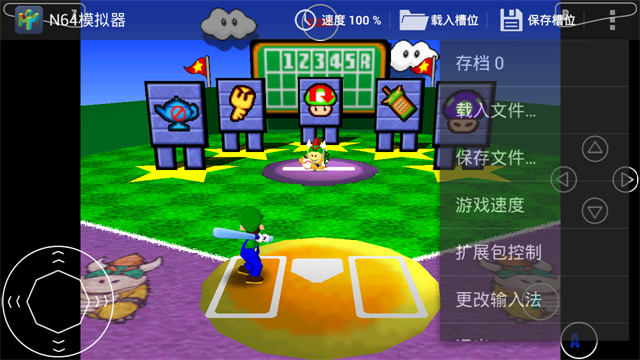 N64模拟器
速度 100 %
载入槽位
保存槽位
12345R
存档 0
载入文件...
保存文件...
游戏速度
扩展包控制
更改输入法
A